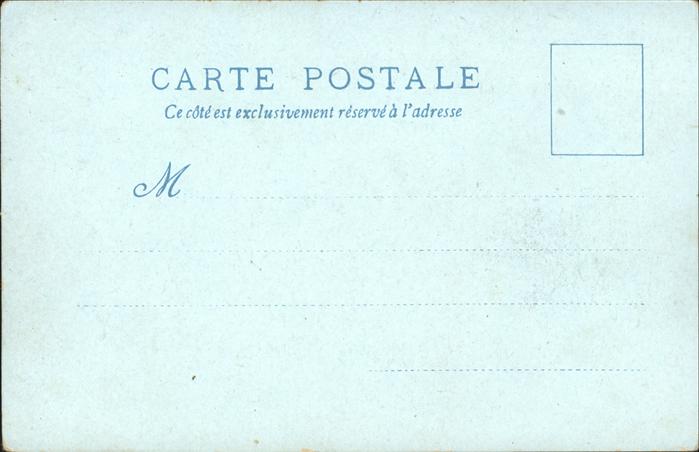 CARTE POSTALE
Ce côté est exclusivement réservé à l'adresse
M